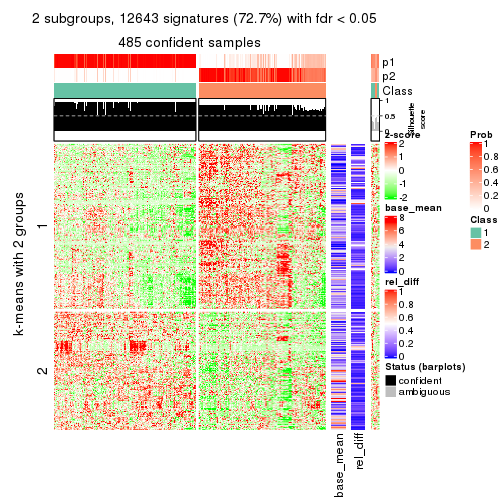 2 subgroups, 12643 signatures (72.7%) with fdr < 0.05
485 confident samples
p1
p2
Class
1
0.5
0
Silhouette
score
k-means with 2 groups
1
2
base_mean
rel_diff
z-score
2
1
0
-1
-2
base_mean
8
6
4
2
0
rel_diff
1
0.8
0.6
0.4
0.2
0
Status (barplots)
confident
ambiguous
Prob
1
0.8
0.6
0.4
0.2
0
Class
1
2